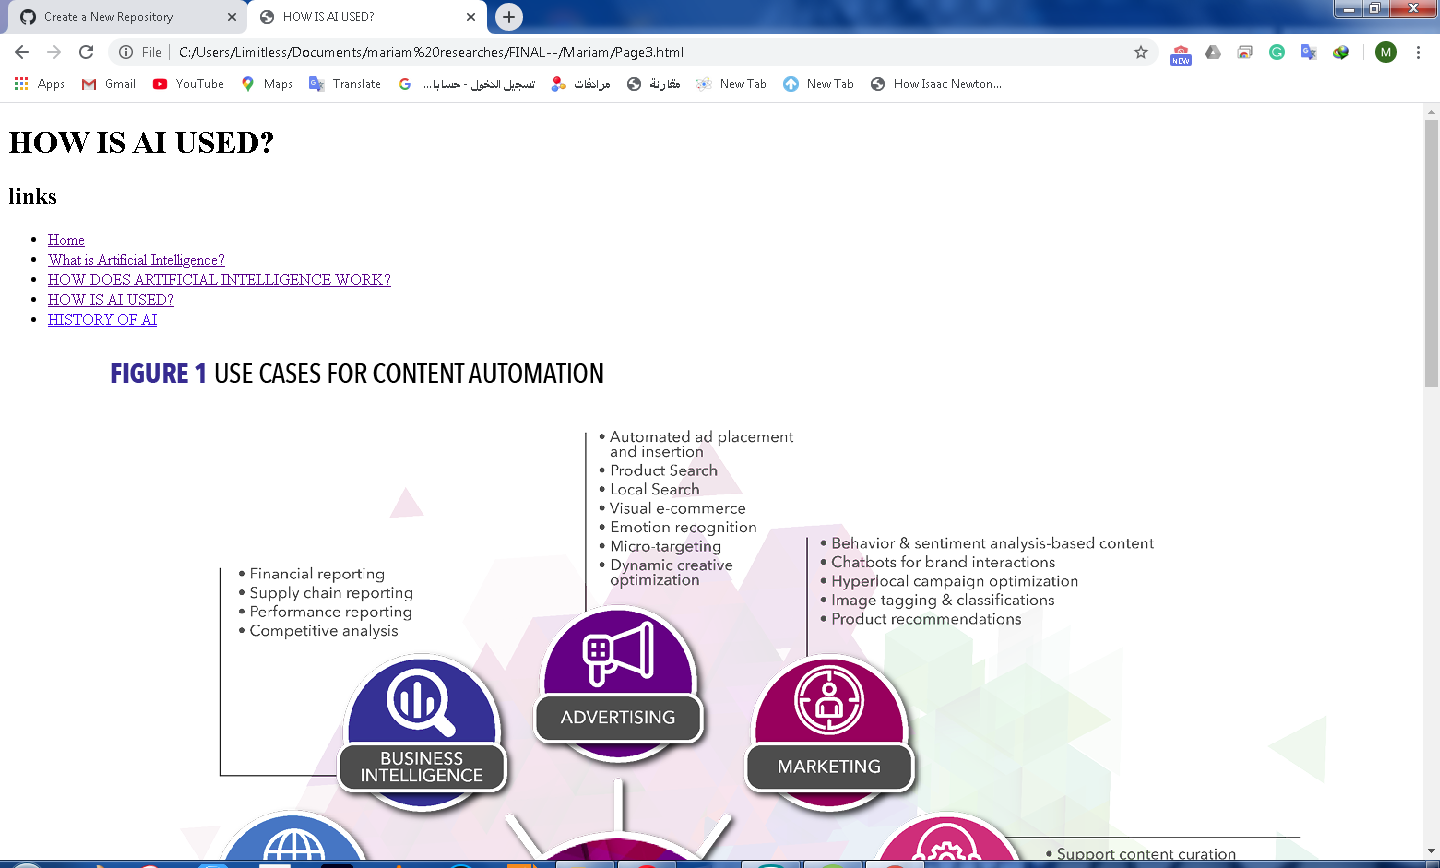 Create a New Repository
HOW IS AI USED?
File
C:/Users/Limitless/Documents/mariam%20researches/FINAL--/Mariam/Page3.html
NEW
M
Apps
Gmail
YouTube
Maps
Translate
تسجيل الدخول - حسابا...
مرادفات
مقارنة
New Tab
New Tab
How Isaac Newton...
HOW IS AI USED?
links
• Home
• What is Artificial Intelligence?
• HOW DOES ARTIFICIAL INTELLIGENCE WORK?
• HOW IS AI USED?
• HISTORY OF AI
FIGURE 1 USE CASES FOR CONTENT AUTOMATION
• Automated ad placement
and insertion
• Product Search
• Local Search
• Visual e-commerce
• Emotion recognition
• Micro-targeting
• Dynamic creative
optimization
• Behavior & sentiment analysis-based content
• Chatbots for brand interactions
• Hyperlocal campaign optimization
• Image tagging & classifications
• Product recommendations
• Financial reporting
• Supply chain reporting
• Performance reporting
• Competitive analysis
ADVERTISING
BUSINESS
INTELLIGENCE
MARKETING
• Support content curation